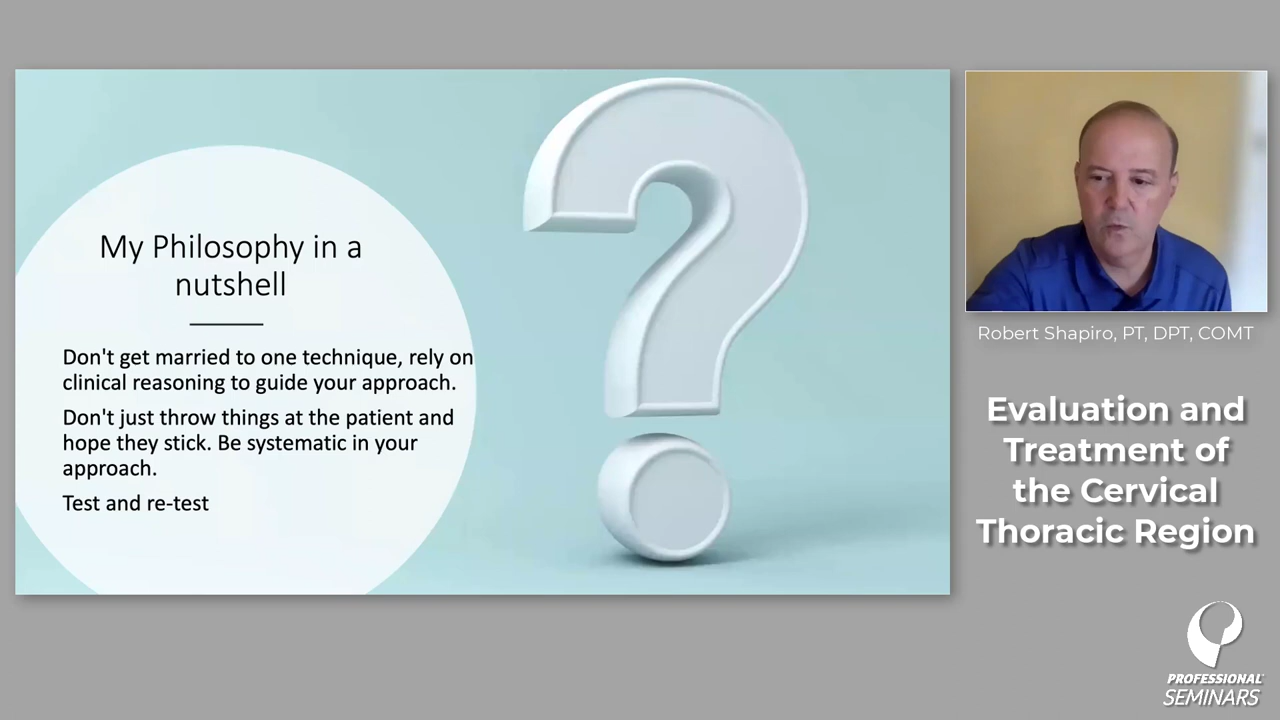 My Philosophy in a
nutshell
Don't get married to one technique, rely on
clinical reasoning to guide your approach.
Don't just throw things at the patient and
hope they stick. Be systematic in your
approach.
Test and re-test
?
Robert Shapiro, PT, DPT, COMT
Evaluation and
Treatment of
the Cervical
Thoracic Region
PROFESSIONAL
SEMINARS